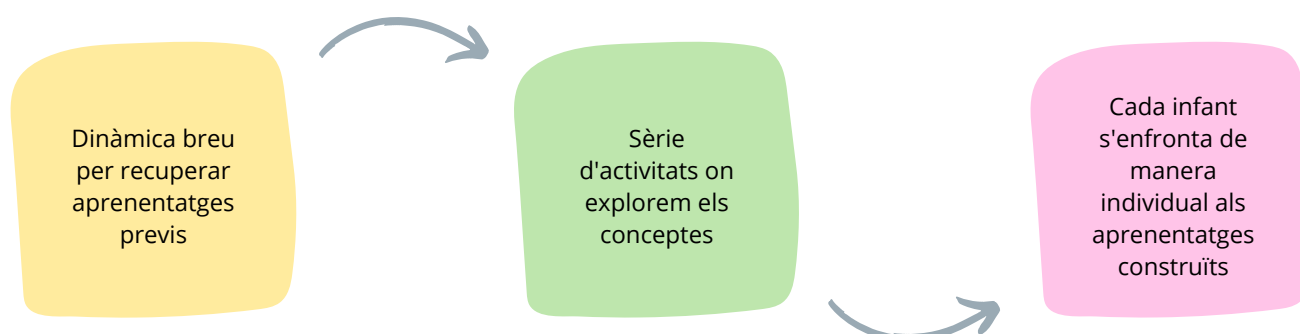 Dinàmica breu
per recuperar
aprenentatges
previs
Sèrie
d'activitats on
explorem els
conceptes
Cada infant
s'enfronta de
manera
individual als
aprenentatges
construïts